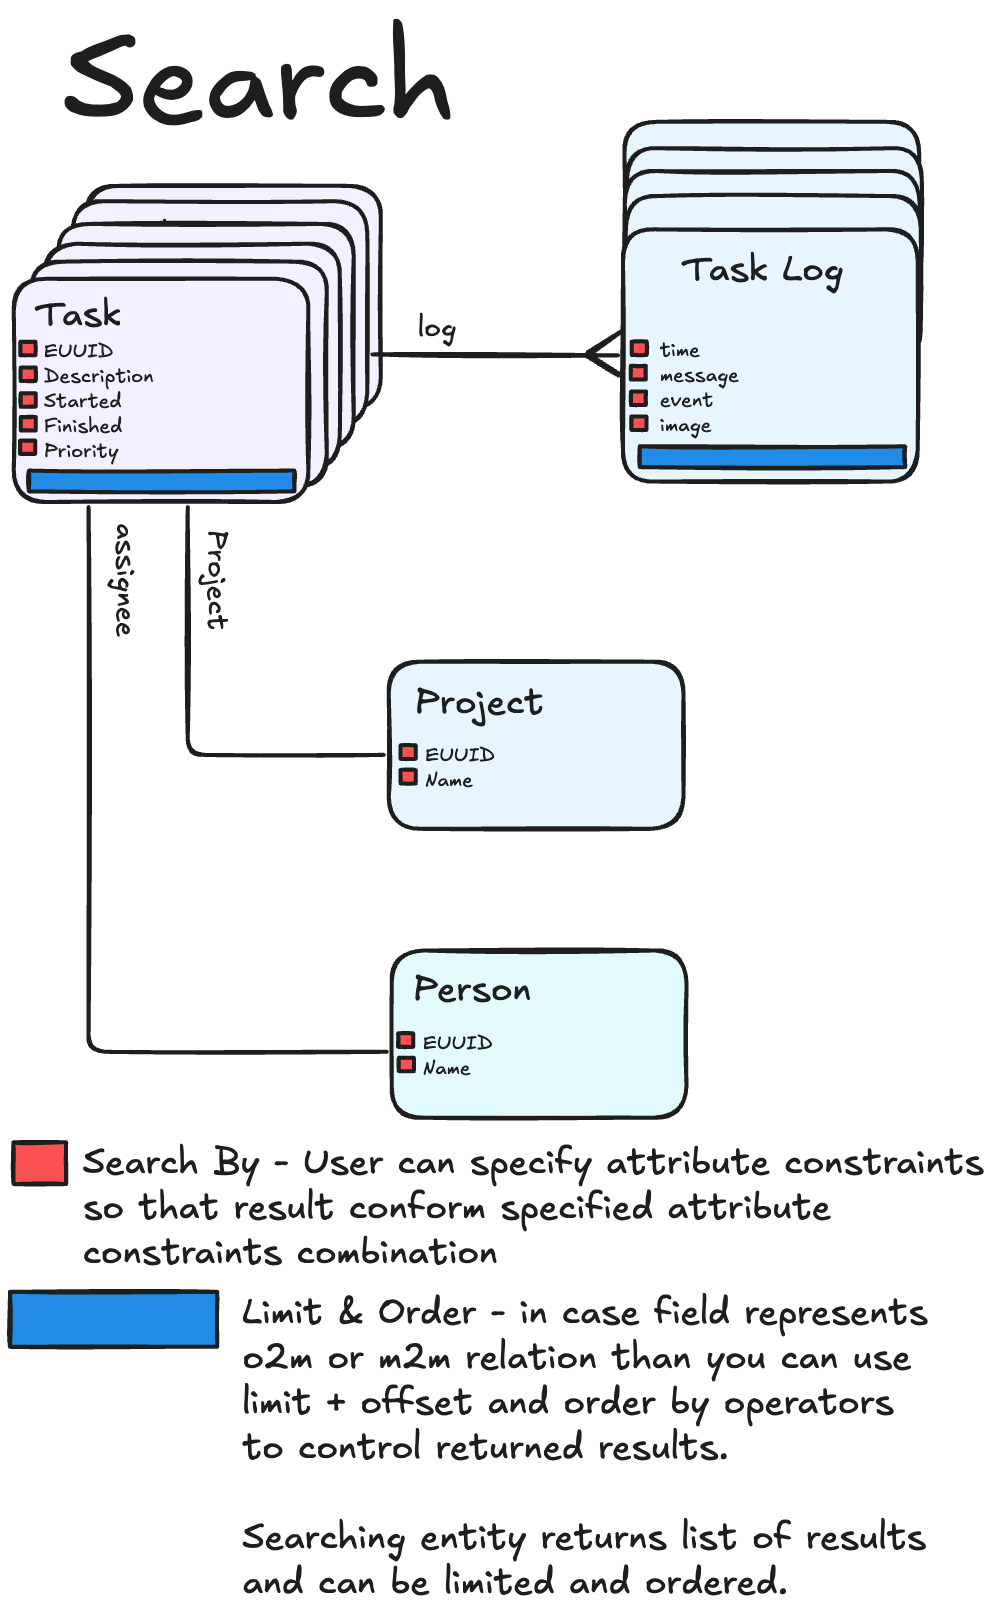 Search
Task
EUUID
Description
Started
Finished
Priority
log
Task Log
time
message
event
image
assignee
Project
Project
EUUID
Name
Person
EUUID
Name
Search By - User can specify attribute constraints
so that result conform specified attribute
constraints combination
Limit & Order - in case field represents
o2m or m2m relation than you can use
limit + offset and order by operators
to control returned results.
Searching entity returns list of results
and can be limited and ordered.